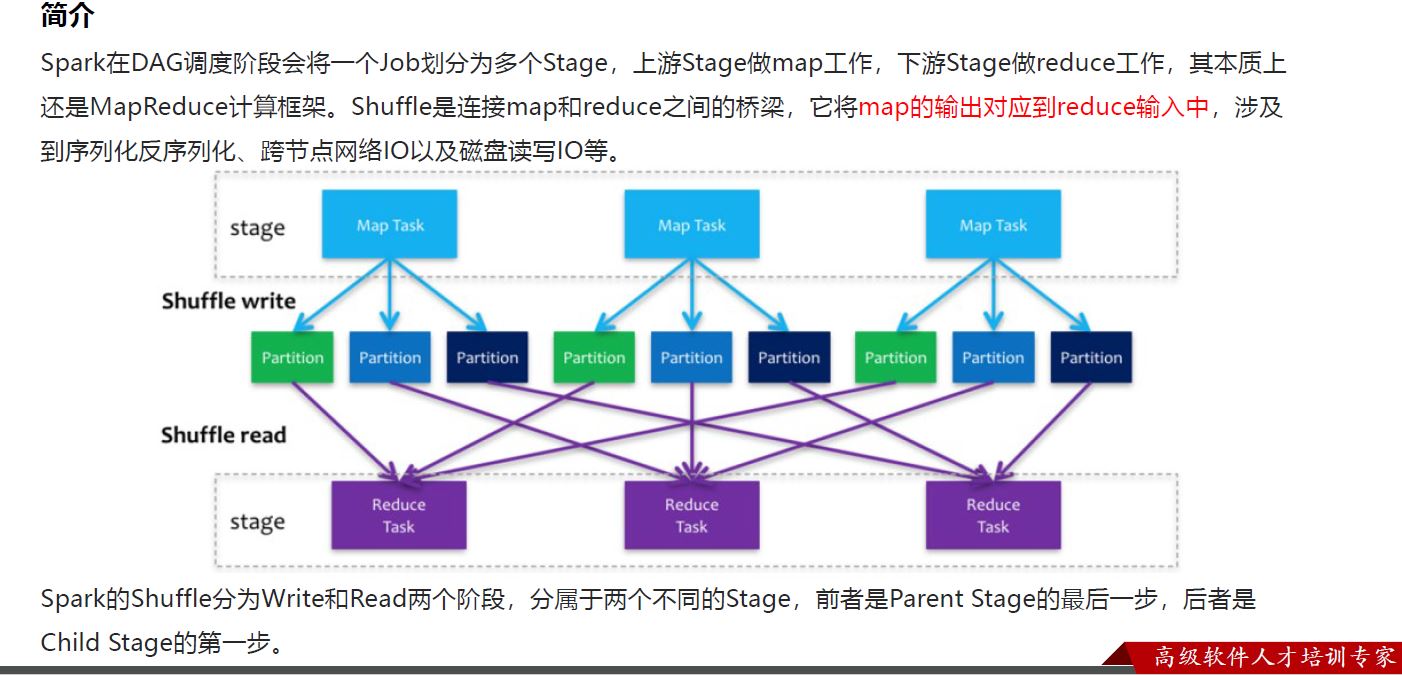 简介
Spark在DAG调度阶段会将一个Job划分为多个Stage，上游Stage做map工作，下游Stage做reduce工作，其本质上
还是MapReduce计算框架。Shuffle是连接map和reduce之间的桥梁，它将map的输出对应到reduce输入中，涉及
到序列化反序列化、跨节点网络IO以及磁盘读写IO等。
stage
Map Task
Map Task
Map Task
Shuffle write
Partition
Partition
Partition
Partition
Partition
Partition
Partition
Partition
Partition
Shuffle read
stage
Reduce
Task
Reduce
Task
Reduce
Task
Spark的Shuffle分为Write和Read两个阶段，分属于两个不同的Stage，前者是Parent Stage的最后一步，后者是
Child Stage的第一步。
高级软件人才培训专家